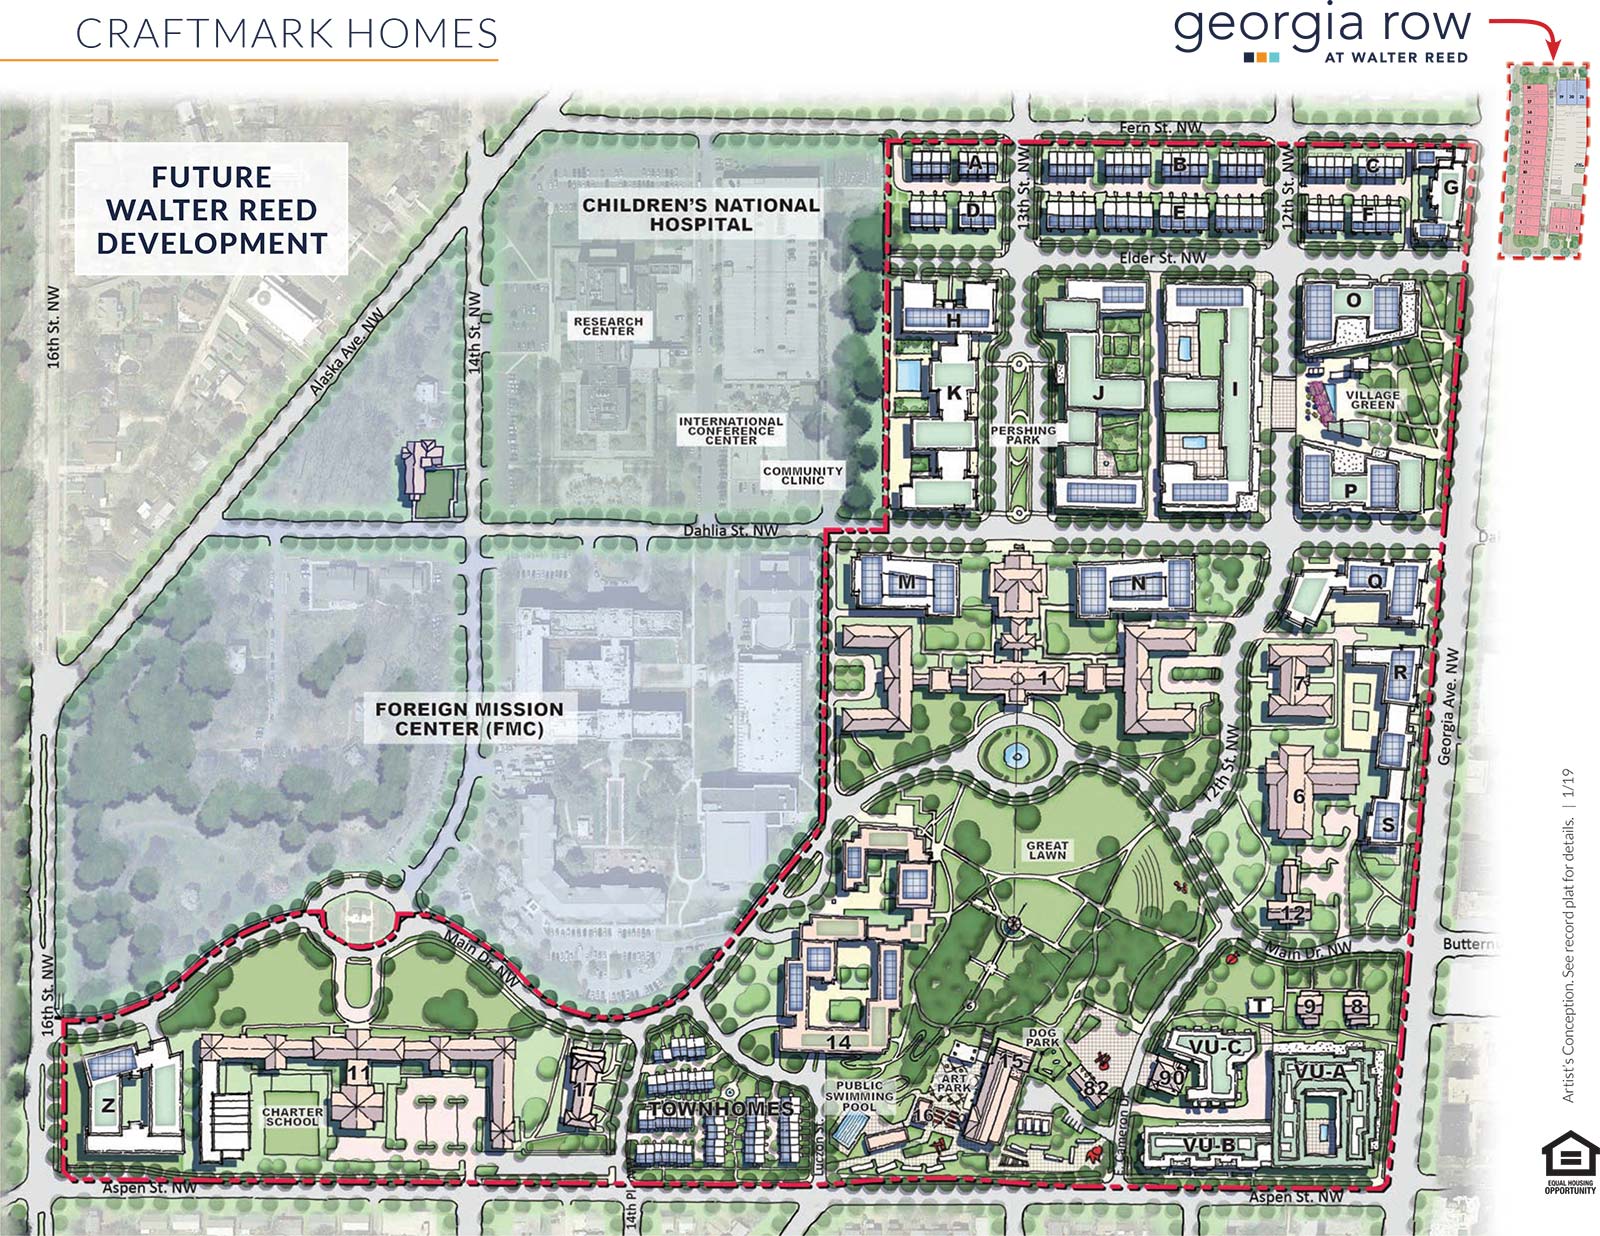 CRAFTMARK HOMES
georgia row
AT WALTER REED
FUTURE
WALTER REED
DEVELOPMENT
CHILDREN'S NATIONAL
HOSPITAL
RESEARCH
CENTER
INTERNATIONAL
CONFERENCE
CENTER
COMMUNITY
CLINIC
FOREIGN MISSION
CENTER (FMC)
Fern St. NW
13th St. NW
12th St. NW
Elder St. NW
A
B
C
D
E
F
G
H
I
J
K
O
P
PERSHING
PARK
VILLAGE
GREEN
16th St. NW
Alaska Ave. NW
14th St. NW
Dahlia St. NW
M
N
Q
R
S
1
7
6
12
Georgia Ave. NW
12th St. NW
GREAT
LAWN
Main Dr. NW
Main Dr. NW
16th St. NW
T
9
8
VU-C
VU-A
VU-B
90
82
15
14
DOG
PARK
ART
PARK
PUBLIC
SWIMMING
POOL
TOWNHOMES
17
11
Z
CHARTER
SCHOOL
Luzon St.
Cameron Dr.
14th Pl
Aspen St. NW
Aspen St. NW
Artist's Conception. See record plat for details. | 1/19
EQUAL HOUSING
OPPORTUNITY